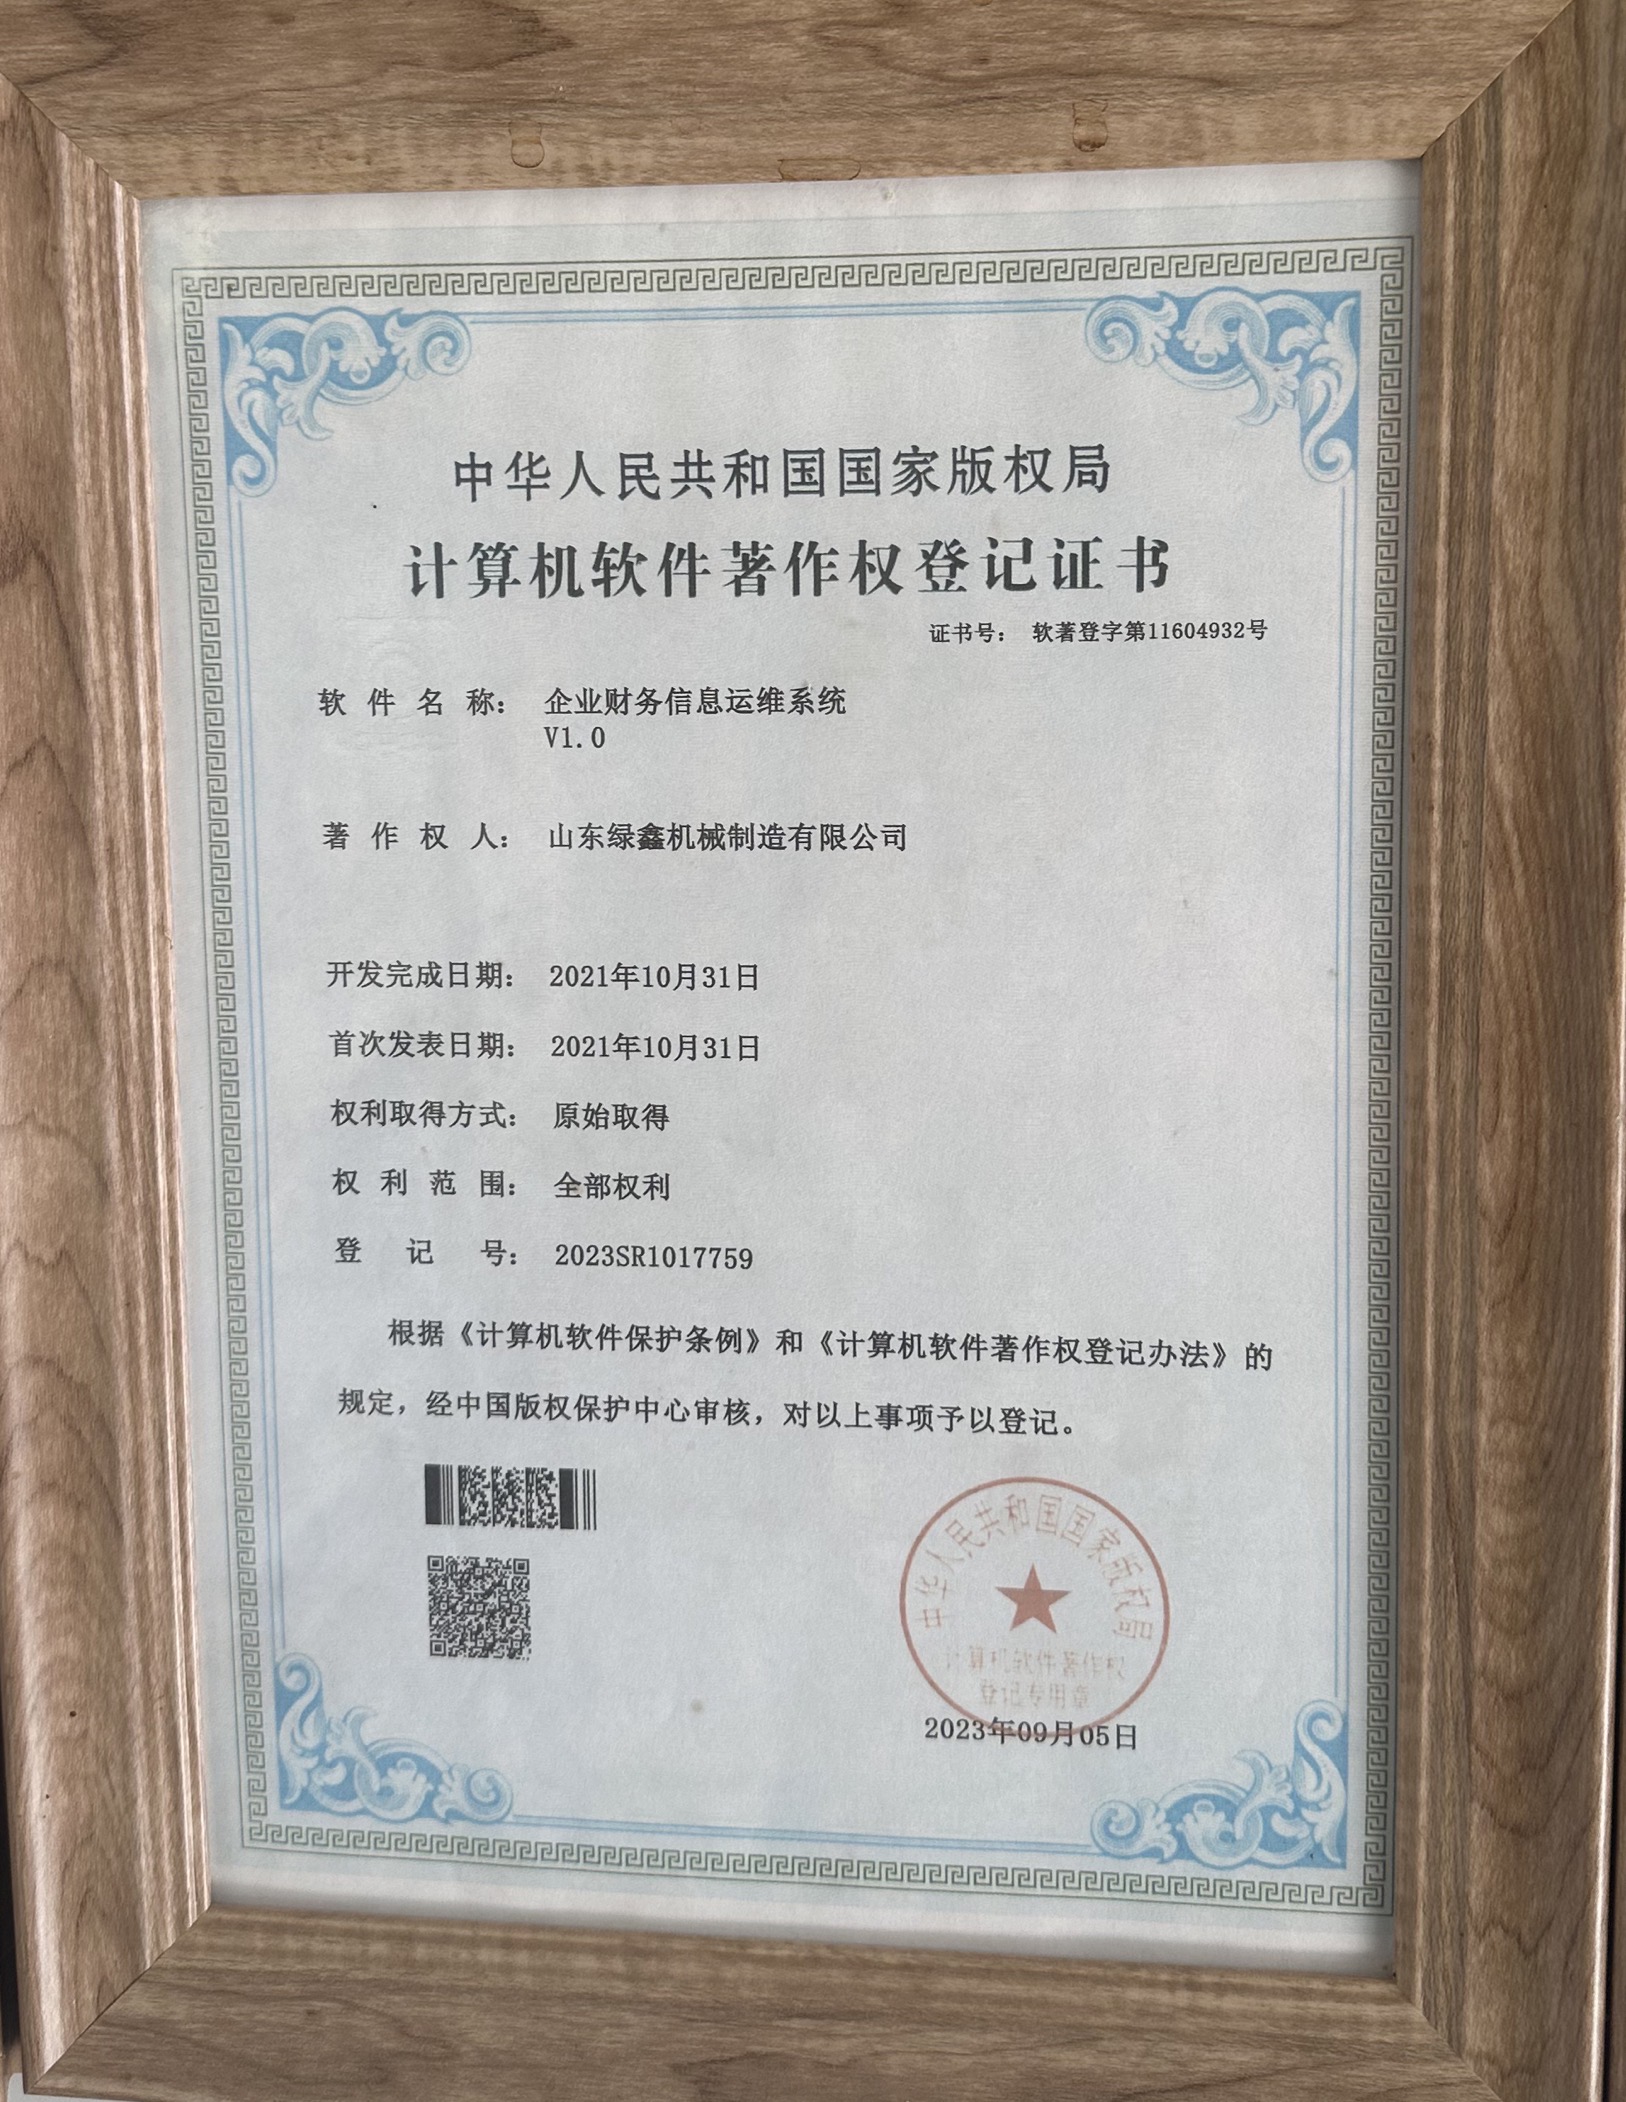 中华人民共和国国家版权局
计算机软件著作权登记证书
证书号： 软著登字第11604932号
软件名称： 企业财务信息运维系统
V1.0
著作权人： 山东绿鑫机械制造有限公司
开发完成日期： 2021年10月31日
首次发表日期： 2021年10月31日
权利取得方式： 原始取得
权利范围： 全部权利
登记号： 2023SR1017759
根据《计算机软件保护条例》和《计算机软件著作权登记办法》的
规定，经中国版权保护中心审核，对以上事项予以登记。
中华人民共和国国家版权局
计算机软件著作权
登记专用章
2023年09月05日